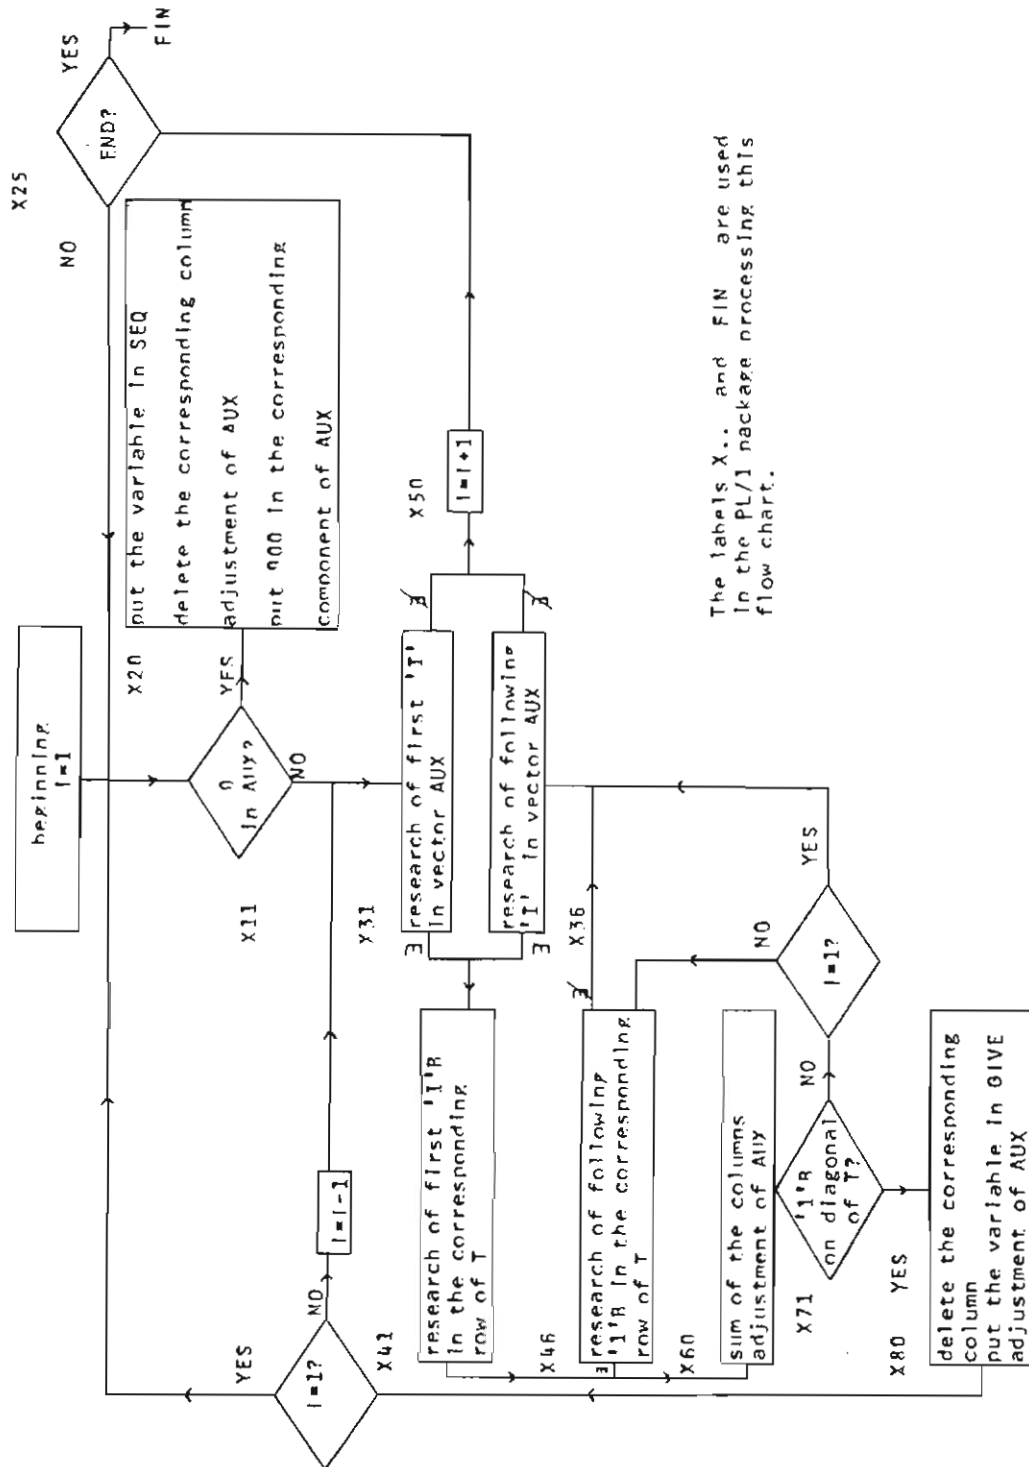 beginning
I=1
X11
0
in AUX?
YES
NO
X20
put the variable in SEQ
delete the corresponding column
adjustment of AUX
put 900 in the corresponding
component of AUX
X25
END?
YES
NO
FIN
X31
research of first 'I'
in vector AUX
∃
∄
X36
research of following
'I' in vector AUX
∃
∄
X50
I=I+1
I=1?
YES
NO
I=I-1
X41
research of first '1'B
in the corresponding
row of T
X46
research of following
'1'B in the corresponding
row of T
∃
∄
X60
sum of the columns
adjustment of AUX
X71
'1'B
on diagonal
of T?
NO
YES
I=1?
NO
YES
X80
delete the corresponding
column
put the variable in GIVE
adjustment of AUX
The labels X.. and FIN are used
in the PL/1 package processing this
flow chart.